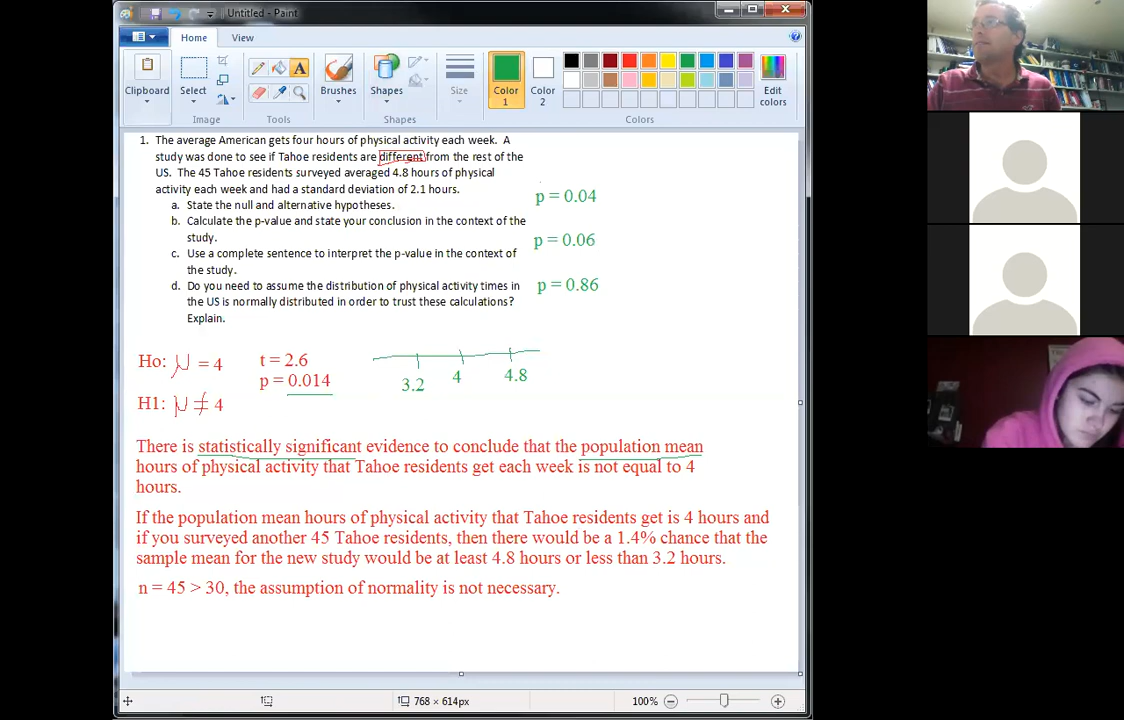 Untitled - Paint
Home
View
Clipboard
Select
Image
Tools
Brushes
Shapes
Shapes
Size
Color 1
Color 2
Edit colors
Colors
1. The average American gets four hours of physical activity each week. A
study was done to see if Tahoe residents are different from the rest of the
US. The 45 Tahoe residents surveyed averaged 4.8 hours of physical
activity each week and had a standard deviation of 2.1 hours.
a. State the null and alternative hypotheses.
b. Calculate the p-value and state your conclusion in the context of the
study.
c. Use a complete sentence to interpret the p-value in the context of
the study.
d. Do you need to assume the distribution of physical activity times in
the US is normally distributed in order to trust these calculations?
Explain.
p = 0.04
p = 0.06
p = 0.86
Ho: μ = 4
H1: μ ≠ 4
t = 2.6
p = 0.014
3.2 4 4.8
There is statistically significant evidence to conclude that the population mean
hours of physical activity that Tahoe residents get each week is not equal to 4
hours.
If the population mean hours of physical activity that Tahoe residents get is 4 hours and
if you surveyed another 45 Tahoe residents, then there would be a 1.4% chance that the
sample mean for the new study would be at least 4.8 hours or less than 3.2 hours.
n = 45 > 30, the assumption of normality is not necessary.
768 × 614px
100%